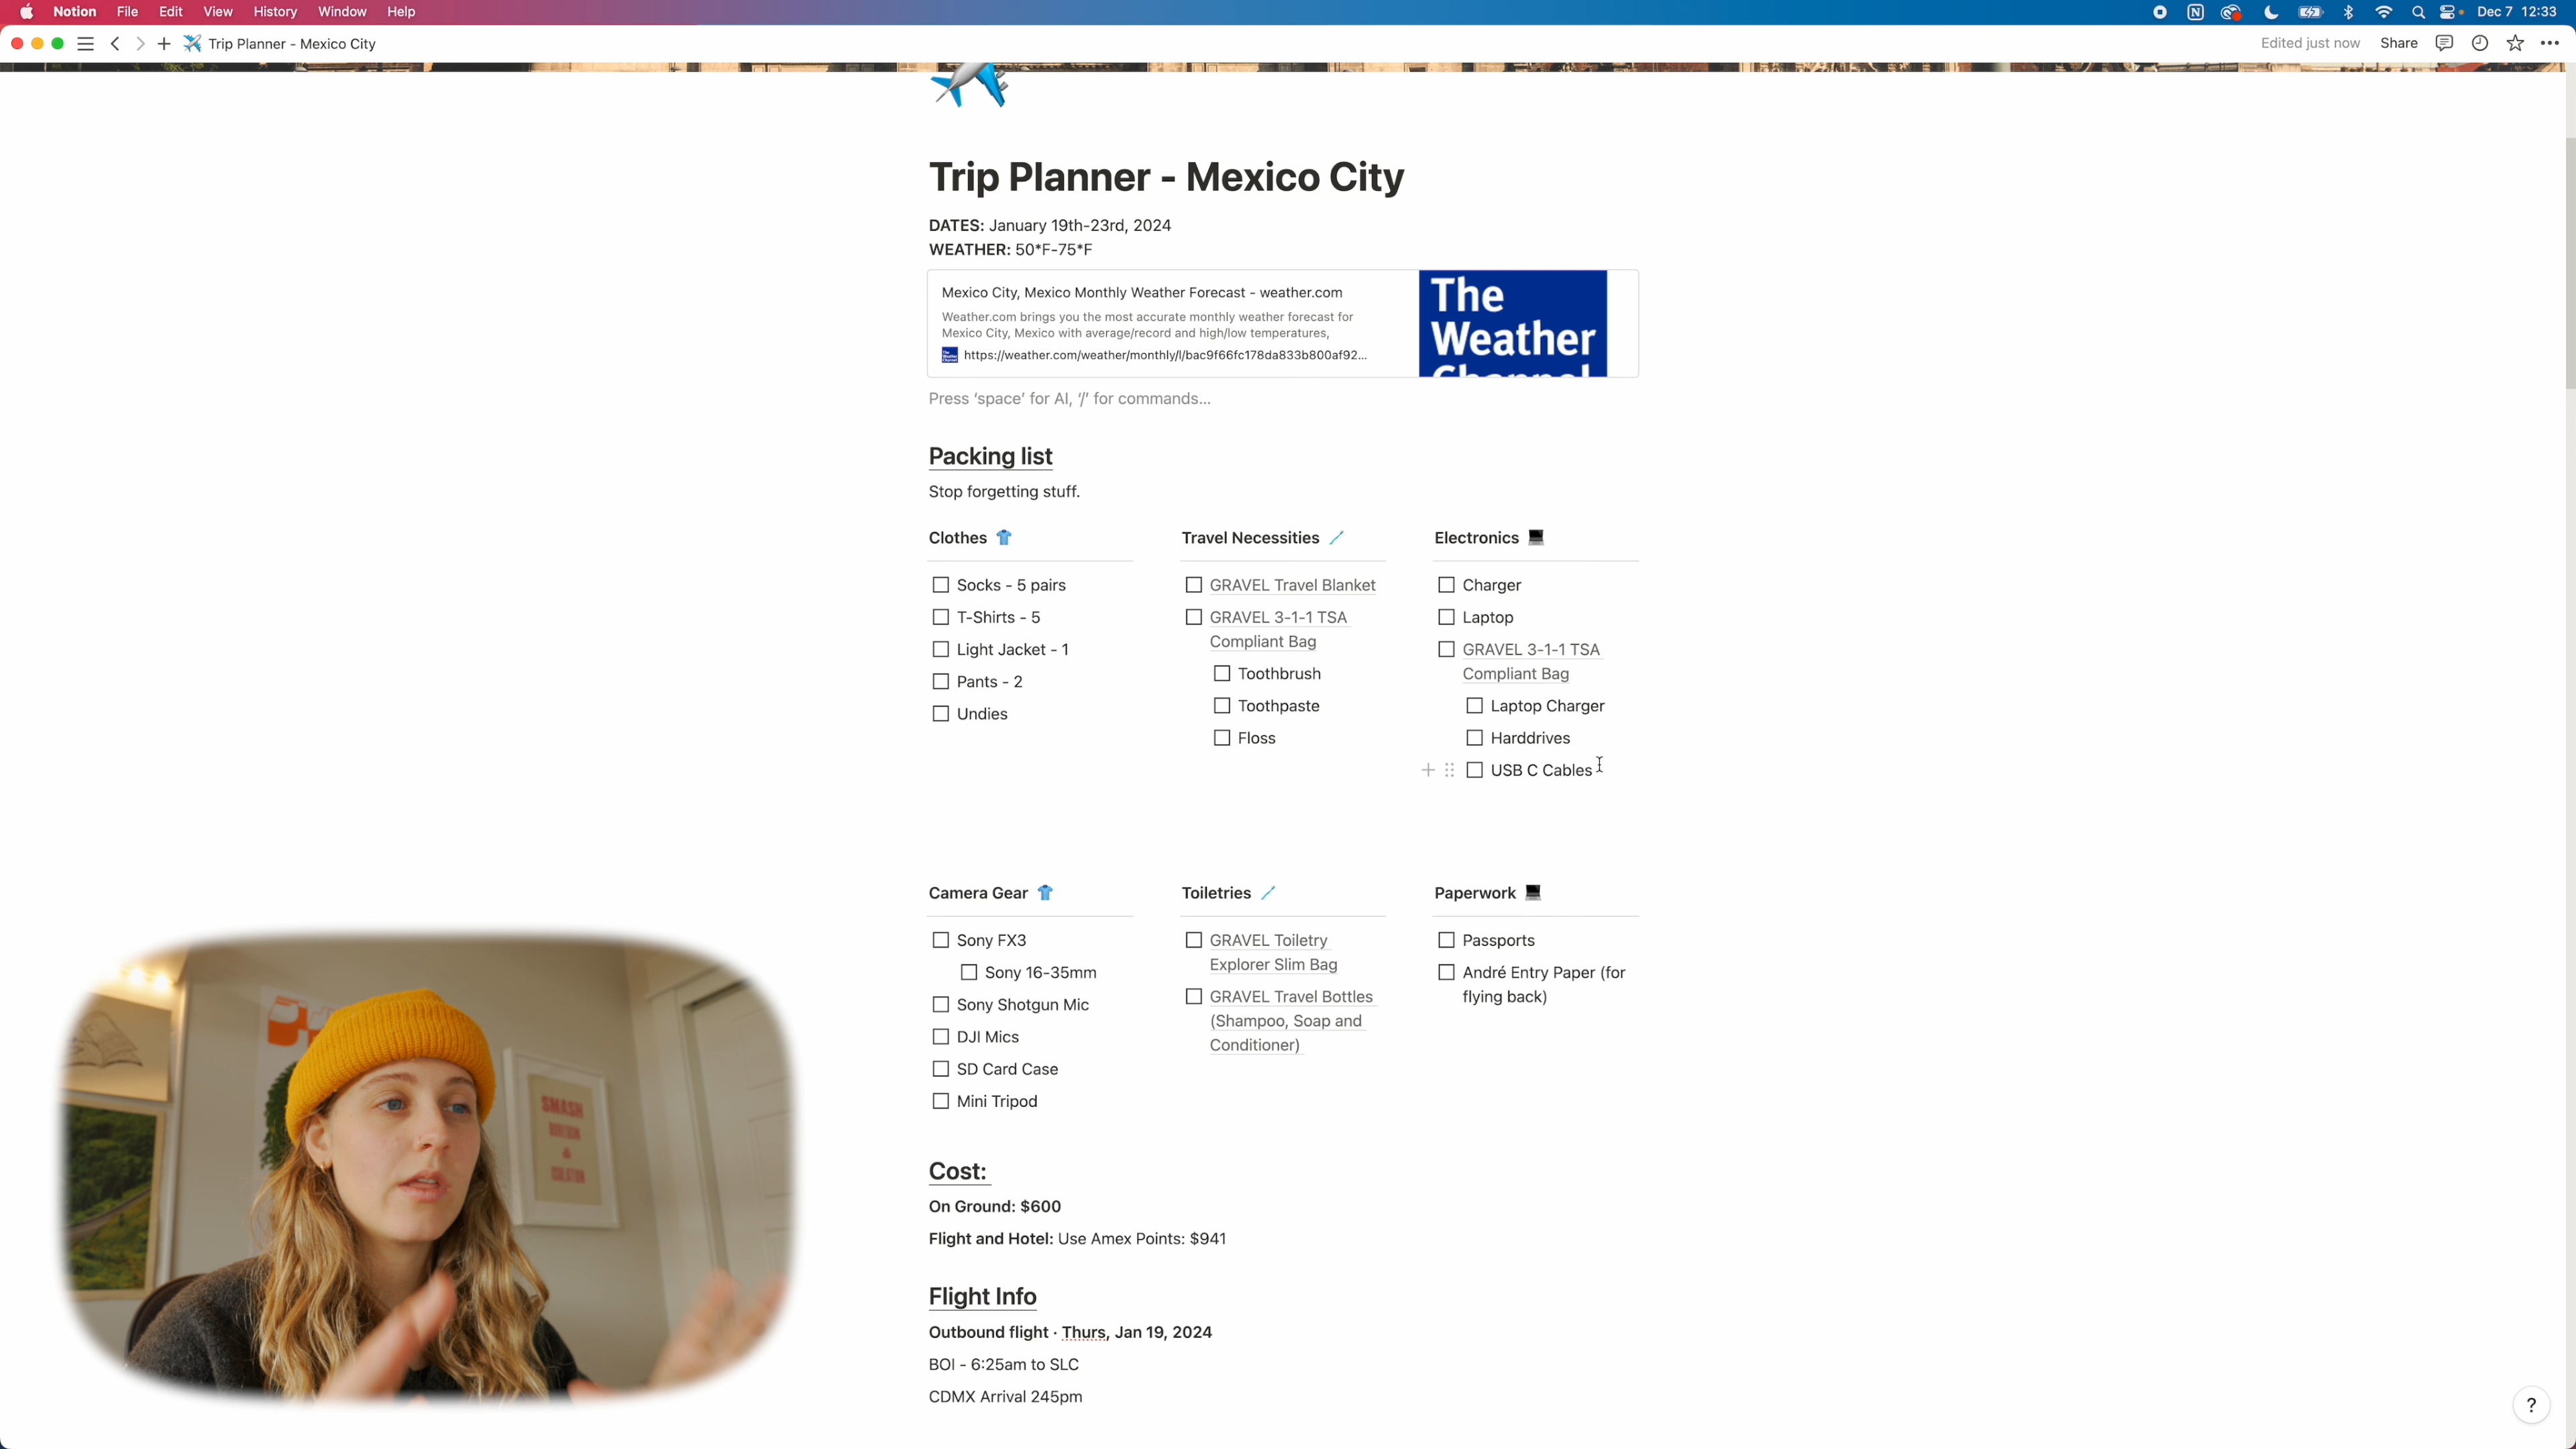 Notion File Edit View History Window Help
Dec 7 12:33
Trip Planner - Mexico City
Edited just now Share
Trip Planner - Mexico City
DATES: January 19th-23rd, 2024
WEATHER: 50*F-75*F
Mexico City, Mexico Monthly Weather Forecast - weather.com
Weather.com brings you the most accurate monthly weather forecast for
Mexico City, Mexico with average/record and high/low temperatures,
https://weather.com/weather/monthly/l/bac9f66fc178da833b800af92...
The
Weather
Channel
Press ‘space’ for AI, ‘/’ for commands...
Packing list
Stop forgetting stuff.
Clothes
Socks - 5 pairs
T-Shirts - 5
Light Jacket - 1
Pants - 2
Undies
Travel Necessities
GRAVEL Travel Blanket
GRAVEL 3-1-1 TSA
Compliant Bag
Toothbrush
Toothpaste
Floss
Electronics
Charger
Laptop
GRAVEL 3-1-1 TSA
Compliant Bag
Laptop Charger
Harddrives
USB C Cables
Camera Gear
Sony FX3
Sony 16-35mm
Sony Shotgun Mic
DJI Mics
SD Card Case
Mini Tripod
Toiletries
GRAVEL Toiletry
Explorer Slim Bag
GRAVEL Travel Bottles
(Shampoo, Soap and
Conditioner)
Paperwork
Passports
André Entry Paper (for
flying back)
Cost:
On Ground: $600
Flight and Hotel: Use Amex Points: $941
Flight Info
Outbound flight · Thurs, Jan 19, 2024
BOI - 6:25am to SLC
CDMX Arrival 245pm
SMASH
&
?